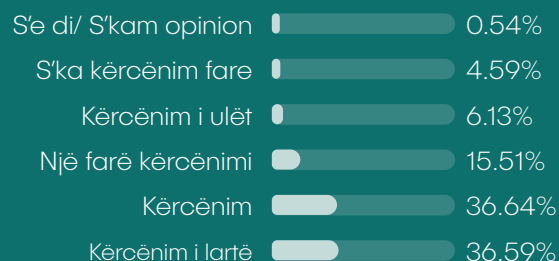 S'e di/ S'kam opinion 0.54%
S'ka kërcënim fare 4.59%
Kërcënim i ulët 6.13%
Një farë kërcënimi 15.51%
Kërcënim 36.64%
Kërcënim i lartë 36.59%